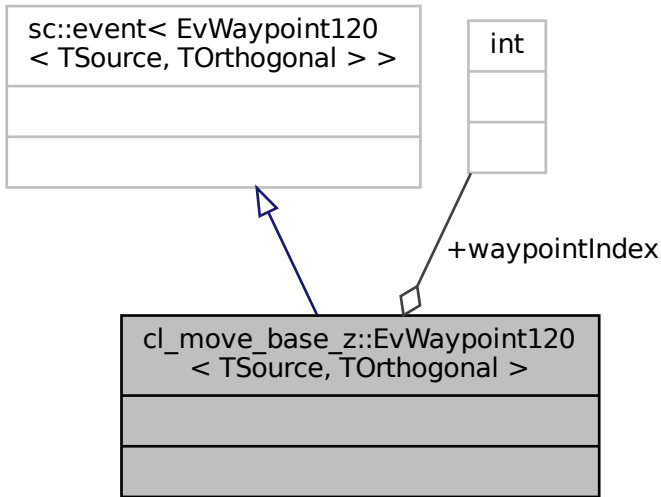 sc::event< EvWaypoint120
< TSource, TOrthogonal > >
int
+waypointIndex
cl_move_base_z::EvWaypoint120
< TSource, TOrthogonal >